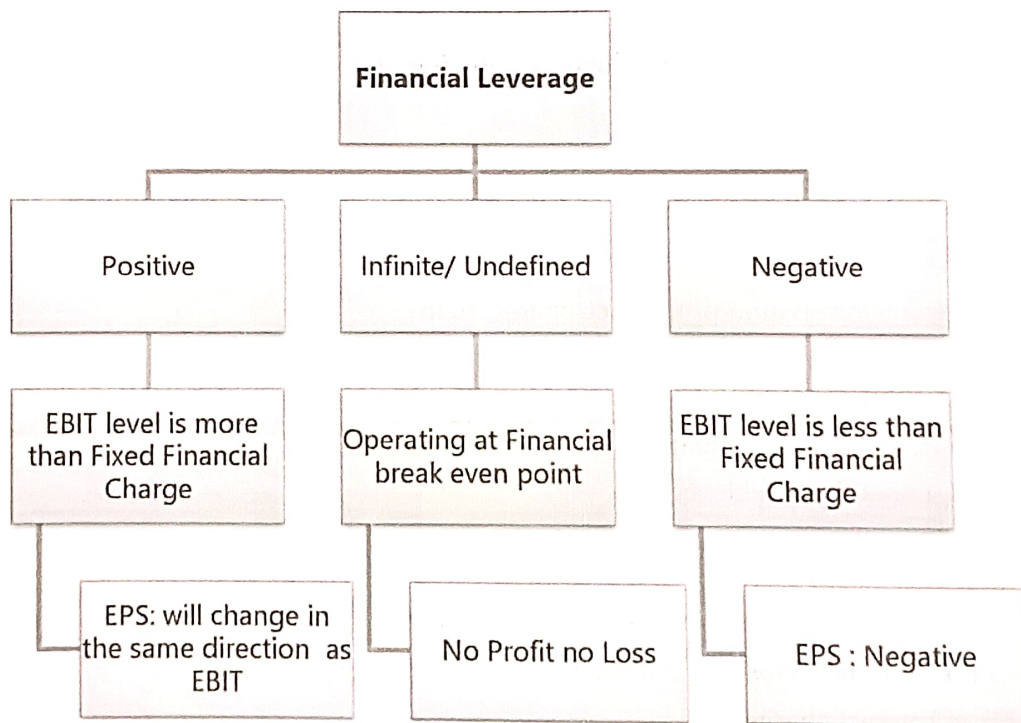 Financial Leverage
Positive
Infinite/ Undefined
Negative
EBIT level is more
than Fixed Financial
Charge
Operating at Financial
break even point
EBIT level is less than
Fixed Financial
Charge
EPS: will change in
the same direction as
EBIT
No Profit no Loss
EPS : Negative